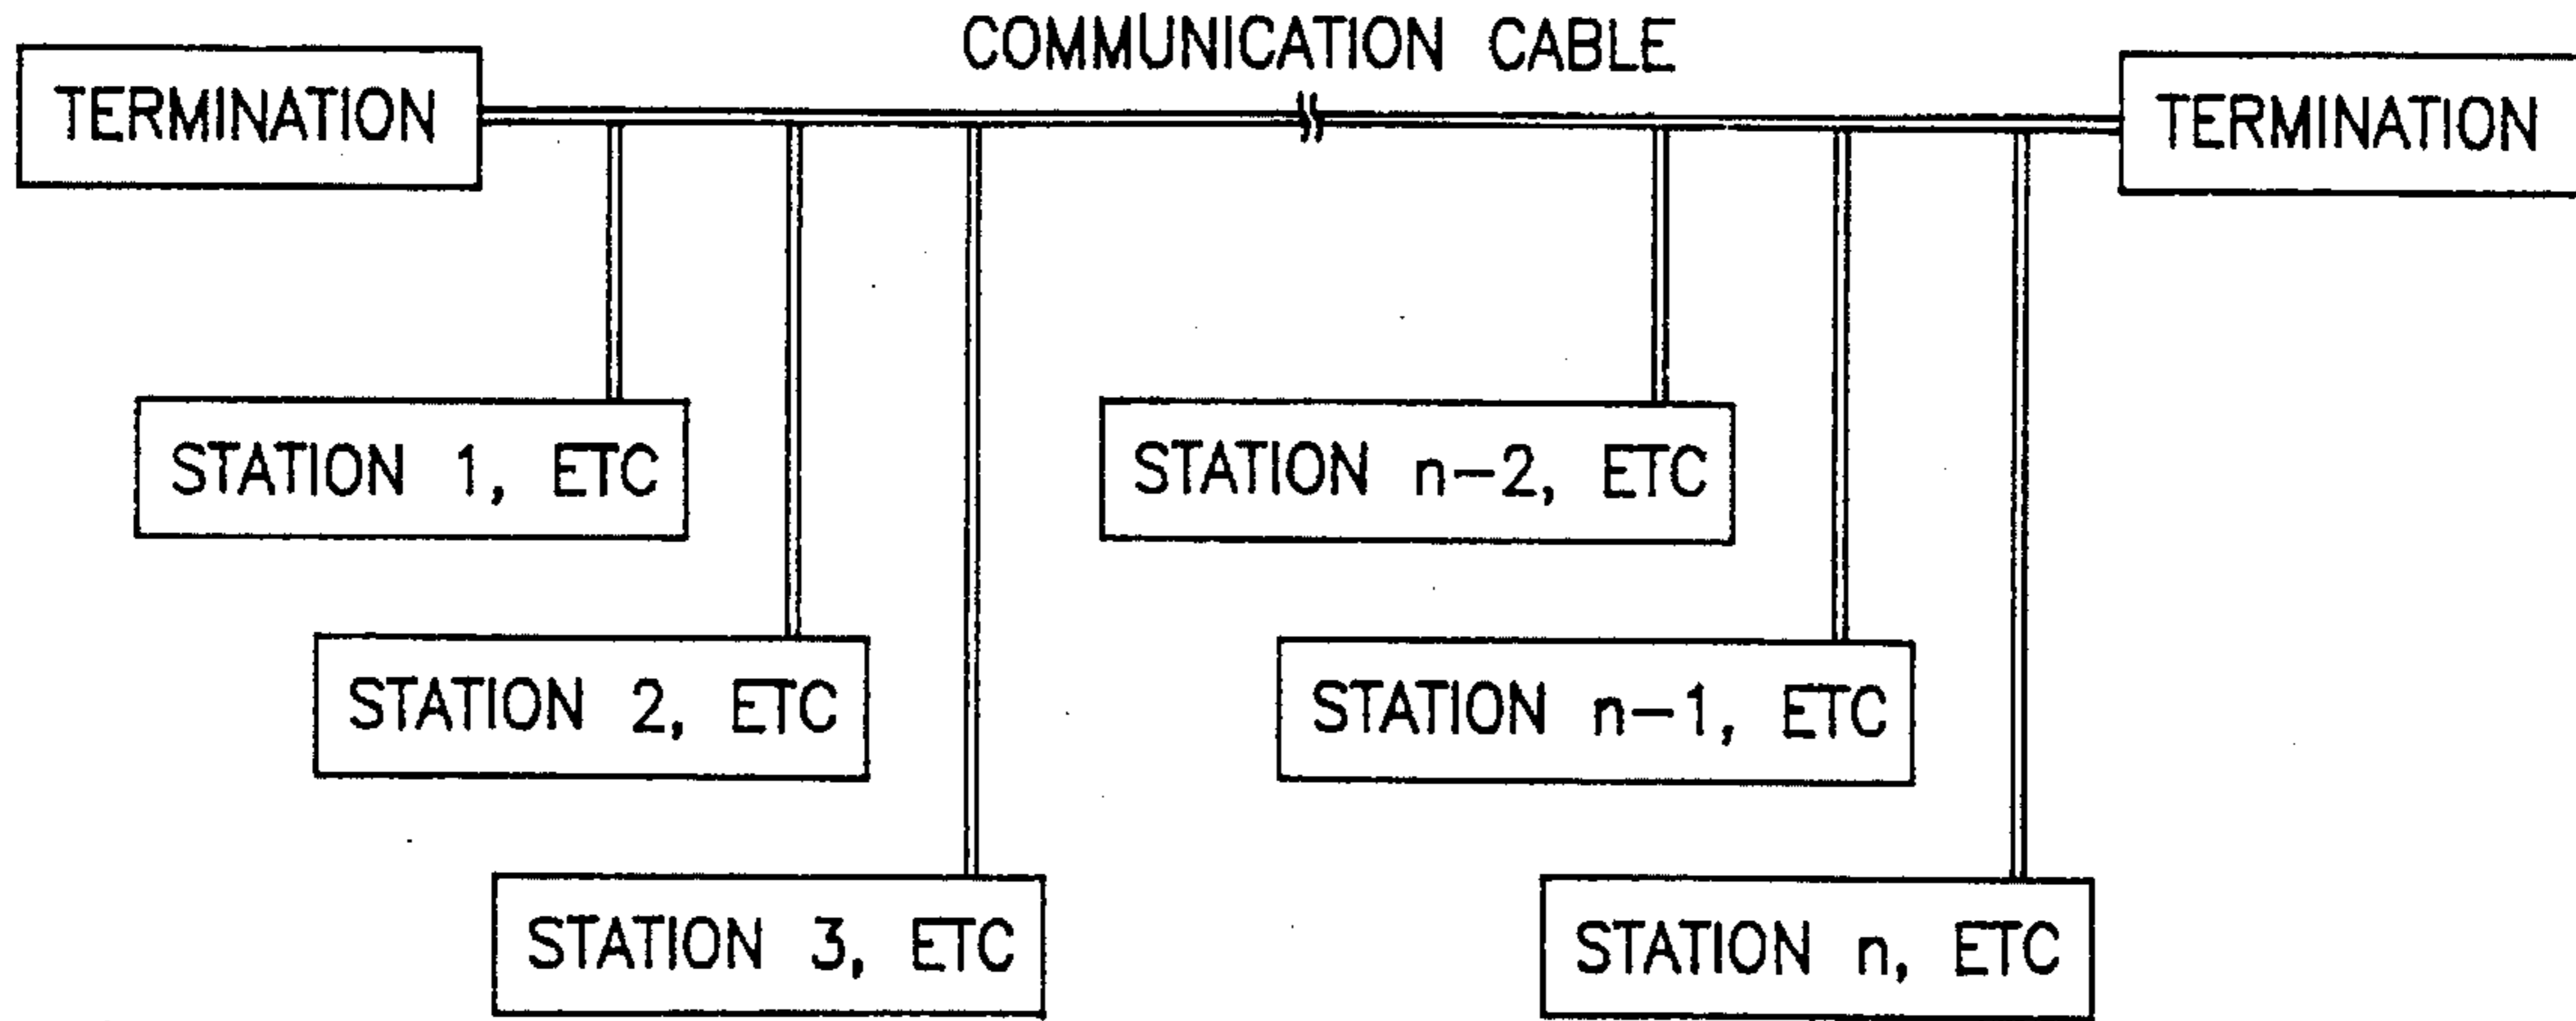 COMMUNICATION CABLE
TERMINATION
TERMINATION
STATION 1, ETC
STATION n-2, ETC
STATION 2, ETC
STATION n-1, ETC
STATION 3, ETC
STATION n, ETC